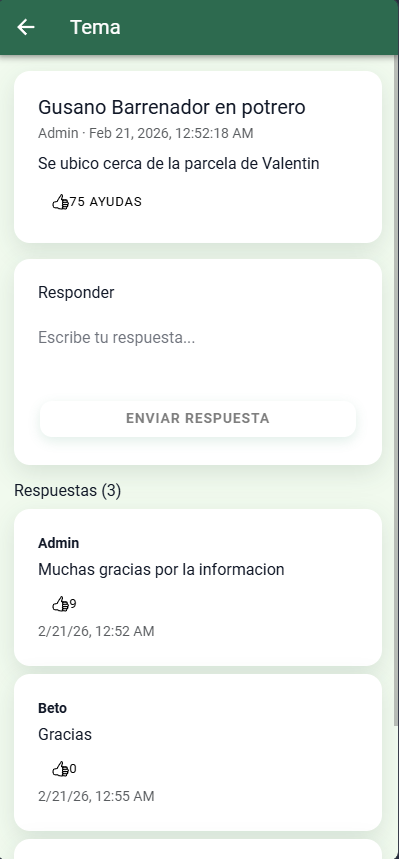 Tema
Gusano Barrenador en potrero
Admin · Feb 21, 2026, 12:52:18 AM
Se ubico cerca de la parcela de Valentin
75 AYUDAS
Responder
Escribe tu respuesta...
ENVIAR RESPUESTA
Respuestas (3)
Admin
Muchas gracias por la informacion
9
2/21/26, 12:52 AM
Beto
Gracias
0
2/21/26, 12:55 AM